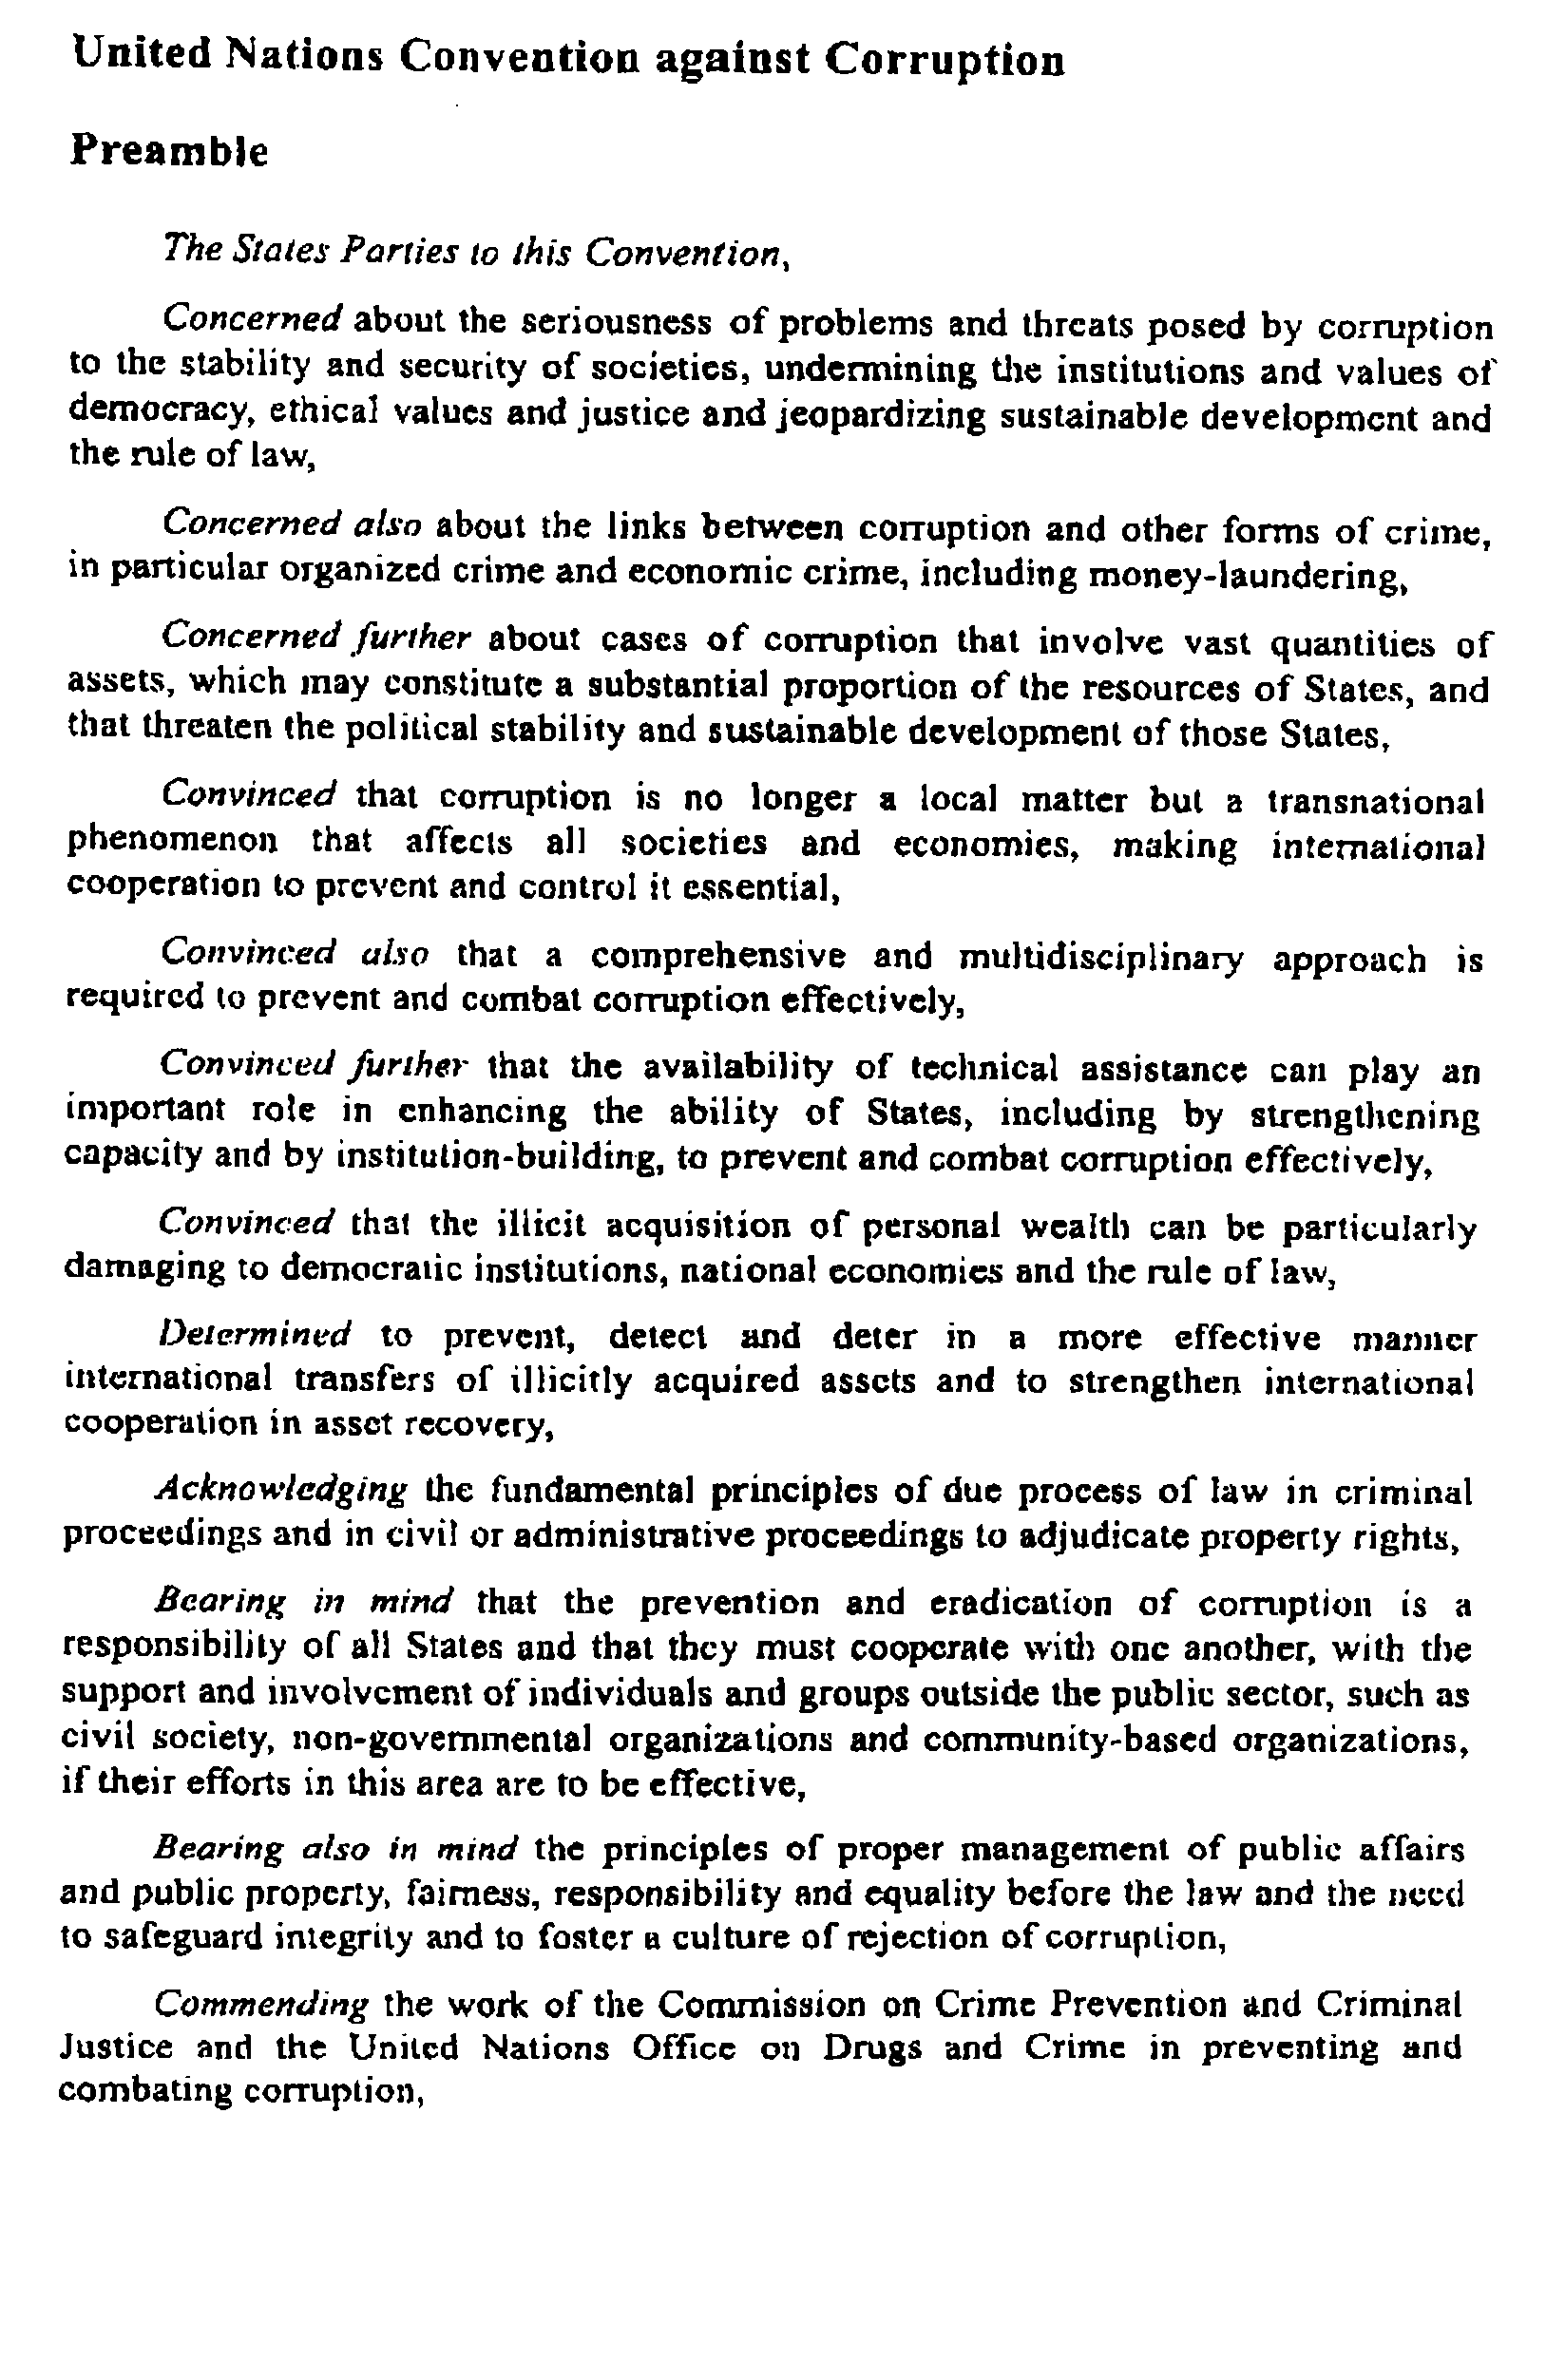 United Nations Convention against Corruption
Preamble
The States Parties to this Convention,
Concerned about the seriousness of problems and threats posed by corruption
to the stability and security of societies, undermining the institutions and values of
democracy, ethical values and justice and jeopardizing sustainable development and
the rule of law,
Concerned also about the links between corruption and other forms of crime,
in particular organized crime and economic crime, including money-laundering,
Concerned further about cases of corruption that involve vast quantities of
assets, which may constitute a substantial proportion of the resources of States, and
that threaten the political stability and sustainable development of those States,
Convinced that corruption is no longer a local matter but a transnational
phenomenon that affects all societies and economies, making international
cooperation to prevent and control it essential,
Convinced also that a comprehensive and multidisciplinary approach is
required to prevent and combat corruption effectively,
Convinced further that the availability of technical assistance can play an
important role in enhancing the ability of States, including by strengthening
capacity and by institution-building, to prevent and combat corruption effectively,
Convinced that the illicit acquisition of personal wealth can be particularly
damaging to democratic institutions, national economies and the rule of law,
Determined to prevent, detect and deter in a more effective manner
international transfers of illicitly acquired assets and to strengthen international
cooperation in asset recovery,
Acknowledging the fundamental principles of due process of law in criminal
proceedings and in civil or administrative proceedings to adjudicate property rights,
Bearing in mind that the prevention and eradication of corruption is a
responsibility of all States and that they must cooperate with one another, with the
support and involvement of individuals and groups outside the public sector, such as
civil society, non-governmental organizations and community-based organizations,
if their efforts in this area are to be effective,
Bearing also in mind the principles of proper management of public affairs
and public property, fairness, responsibility and equality before the law and the need
to safeguard integrity and to foster a culture of rejection of corruption,
Commending the work of the Commission on Crime Prevention and Criminal
Justice and the United Nations Office on Drugs and Crime in preventing and
combating corruption,